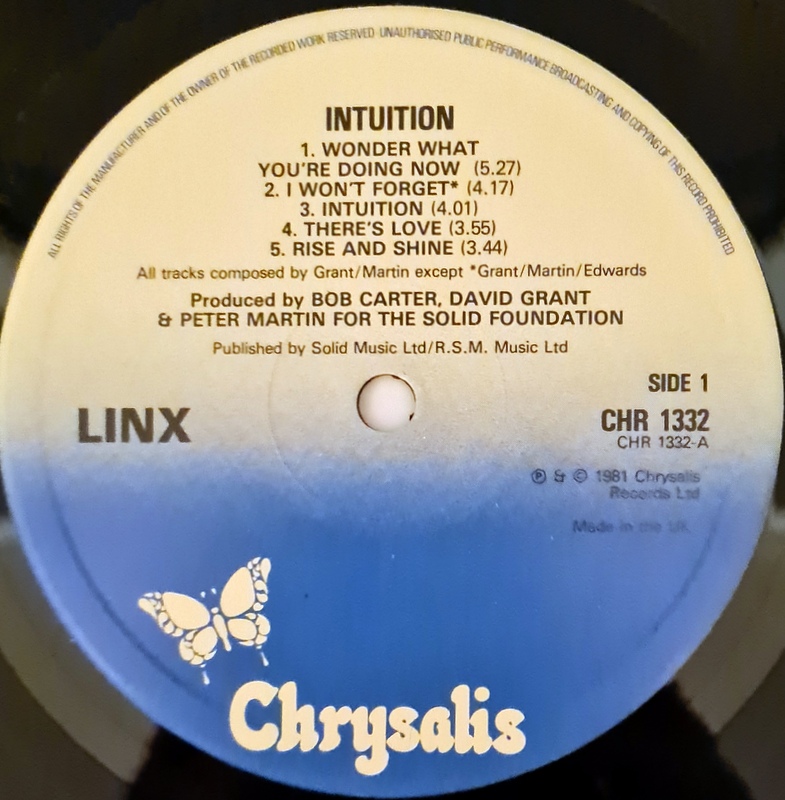 ALL RIGHTS OF THE MANUFACTURER AND OF THE OWNER OF THE RECORDED WORK RESERVED · UNAUTHORISED PUBLIC PERFORMANCE BROADCASTING AND COPYING OF THIS RECORD PROHIBITED
INTUITION
1. WONDER WHAT
YOU'RE DOING NOW (5.27)
2. I WON'T FORGET* (4.17)
3. INTUITION (4.01)
4. THERE'S LOVE (3.55)
5. RISE AND SHINE (3.44)
All tracks composed by Grant/Martin except *Grant/Martin/Edwards
Produced by BOB CARTER, DAVID GRANT
& PETER MARTIN FOR THE SOLID FOUNDATION
Published by Solid Music Ltd/R.S.M. Music Ltd
SIDE 1
LINX
CHR 1332
CHR 1332-A
℗ & © 1981 Chrysalis
Records Ltd
Made in the UK
Chrysalis